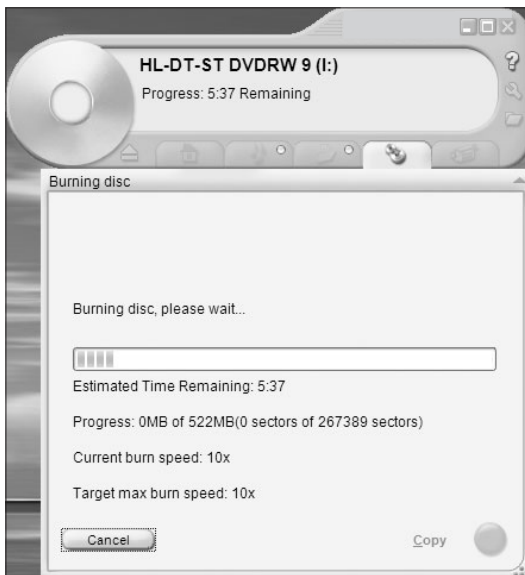 HL-DT-ST DVDRW 9 (I:)
Progress: 5:37 Remaining
?
Burning disc
Burning disc, please wait...
Estimated Time Remaining: 5:37
Progress: 0MB of 522MB(0 sectors of 267389 sectors)
Current burn speed: 10x
Target max burn speed: 10x
Cancel
Copy